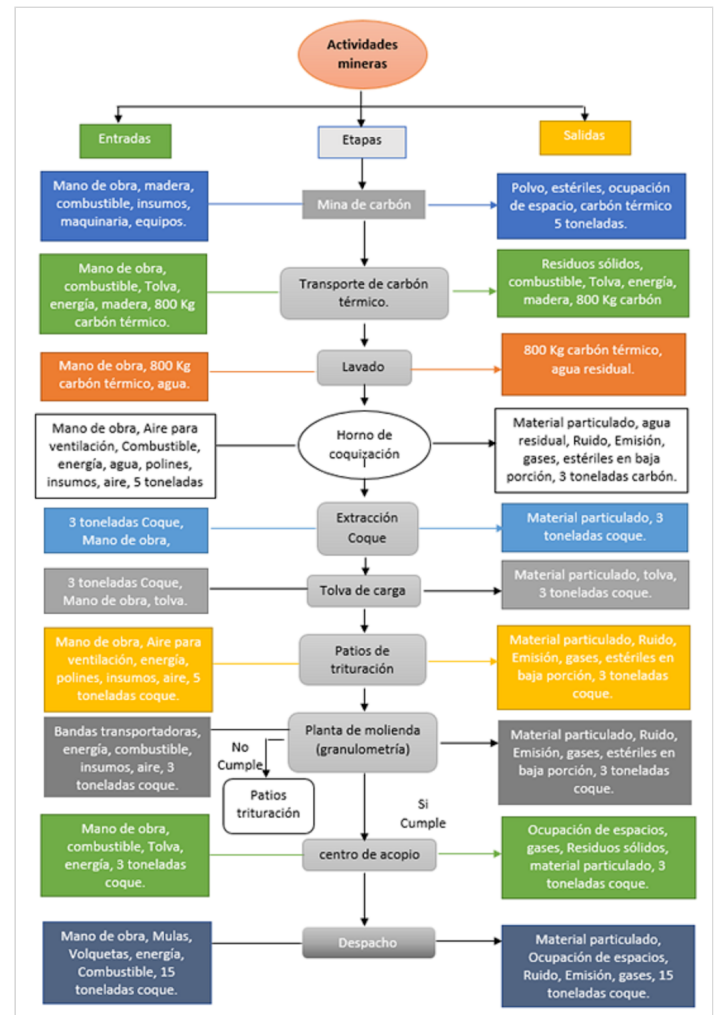 Actividades
mineras
Entradas
Etapas
Salidas
Mano de obra, madera,
combustible, insumos,
maquinaria, equipos.
Mina de carbón
Polvo, estériles, ocupación
de espacio, carbón térmico
5 toneladas.
Mano de obra,
combustible, Tolva,
energía, madera, 800 Kg
carbón térmico.
Transporte de carbón
térmico.
Residuos sólidos,
combustible, Tolva, energía,
madera, 800 Kg carbón
Mano de obra, 800 Kg
carbón térmico, agua.
Lavado
800 Kg carbón térmico,
agua residual.
Mano de obra, Aire para
ventilación, Combustible,
energía, agua, polines,
insumos, aire, 5 toneladas
Horno de
coquización
Material particulado, agua
residual, Ruido, Emisión,
gases, estériles en baja
porción, 3 toneladas carbón.
3 toneladas Coque,
Mano de obra,
Extracción
Coque
Material particulado, 3
toneladas coque.
3 toneladas Coque,
Mano de obra, tolva.
Tolva de carga
Material particulado, tolva,
3 toneladas coque.
Mano de obra, Aire para
ventilación, energía,
polines, insumos, aire, 5
toneladas coque.
Patios de
trituración
Material particulado, Ruido,
Emisión, gases, estériles en
baja porción, 3 toneladas
coque.
Bandas transportadoras,
energía, combustible,
insumos, aire, 3
toneladas coque.
Planta de molienda
(granulometría)
Material particulado, Ruido,
Emisión, gases, estériles en
baja porción, 3 toneladas
coque.
No
Cumple
Patios
trituración
Si
Cumple
Mano de obra,
combustible, Tolva,
energía, 3 toneladas
coque.
centro de acopio
Ocupación de espacios,
gases, Residuos sólidos,
material particulado, 3
toneladas coque.
Mano de obra, Mulas,
Volquetas, energía,
Combustible, 15
toneladas coque.
Despacho
Material particulado,
Ocupación de espacios,
Ruido, Emisión, gases, 15
toneladas coque.